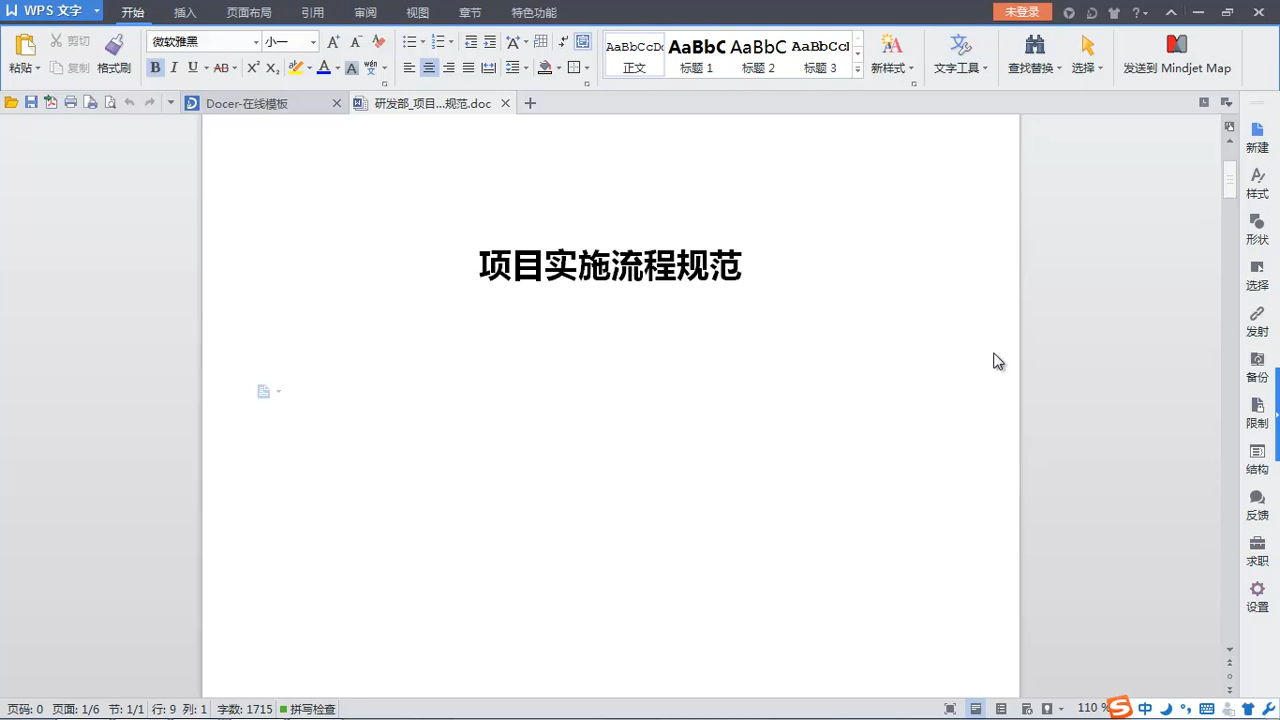 WPS 文字
开始 插入 页面布局 引用 审阅 视图 章节 特色功能
未登录
?
粘贴 剪切 复制 格式刷
微软雅黑 小一
B I U AB X² X₂ A A
AaBbCcDc AaBbC AaBbC AaBbCcI
正文 标题 1 标题 2 标题 3
新样式 文字工具 查找替换 选择 发送到 Mindjet Map
Docer-在线模板 研发部_项目...规范.doc
项目实施流程规范
新建
样式
形状
选择
发射
备份
限制
结构
反馈
求职
设置
页码: 0 页面: 1/6 节: 1/1 行: 9 列: 1 字数: 1715 拼写检查 110 % 中